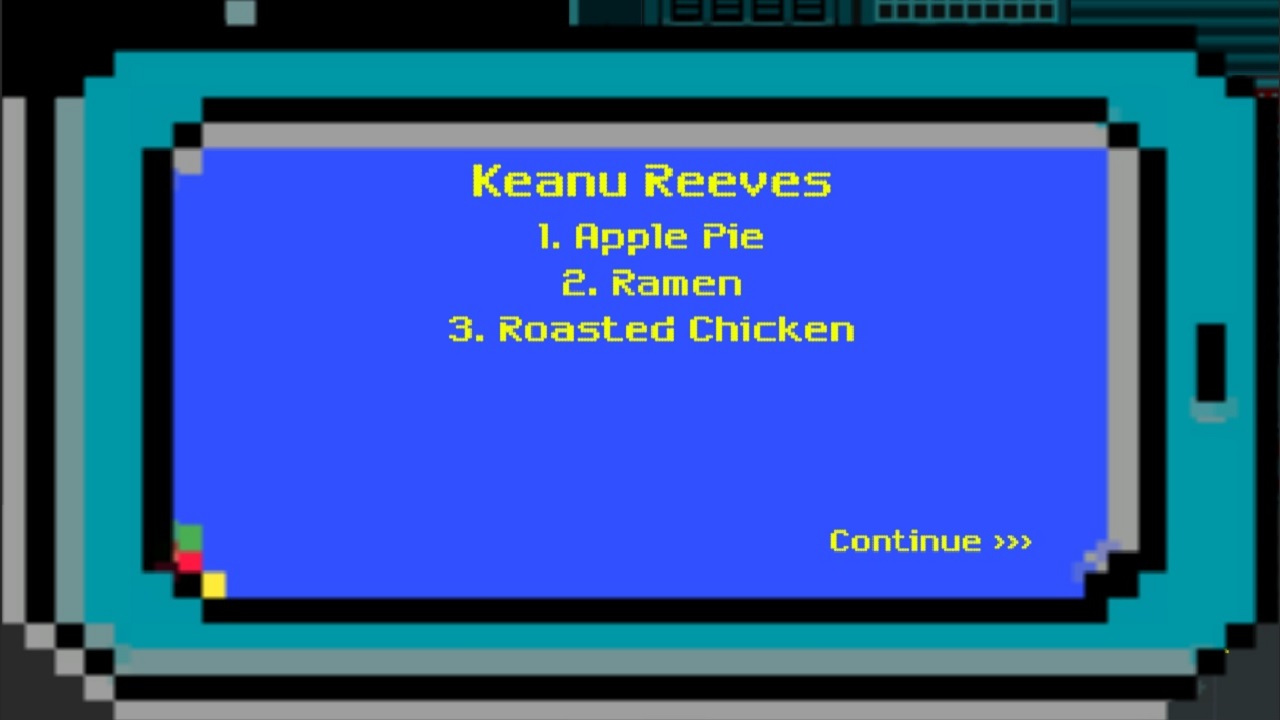 Keanu Reeves
1. Apple Pie
2. Ramen
3. Roasted Chicken
Continue >>>